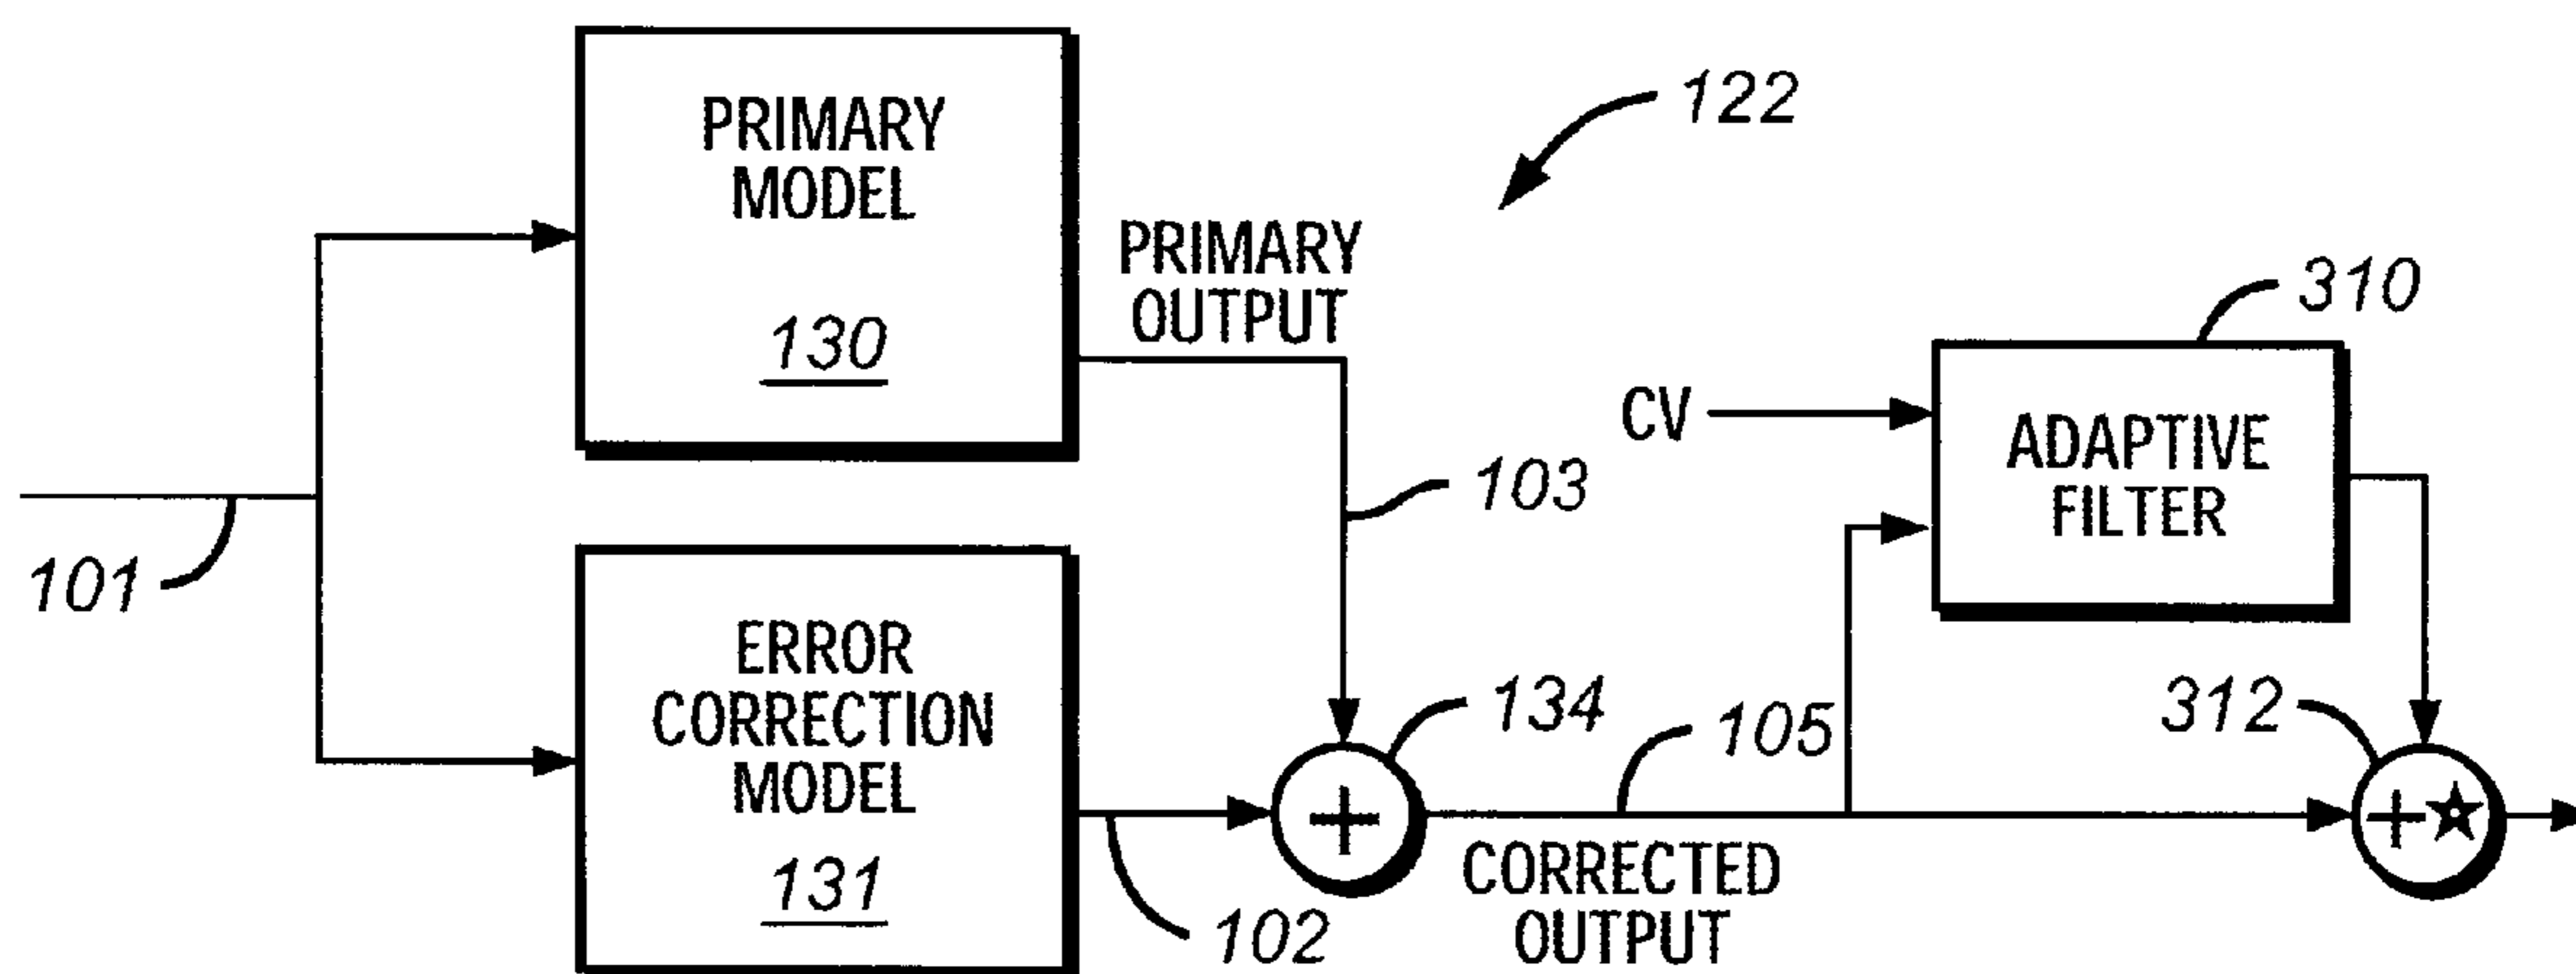 PRIMARY
MODEL
130
122
PRIMARY
OUTPUT
310
CV
ADAPTIVE
FILTER
103
101
ERROR
CORRECTION
MODEL
131
134
105
312
+
+☆
102
CORRECTED
OUTPUT